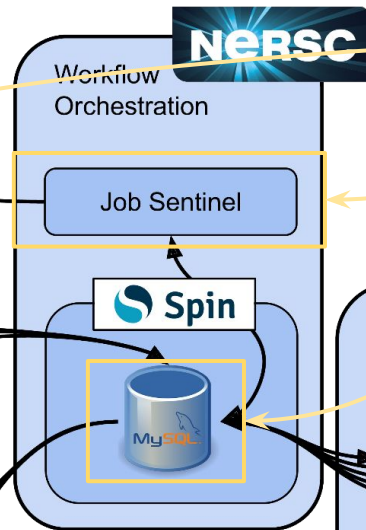 NERSC
Workflow
Orchestration
Job Sentinel
Spin
MySQL